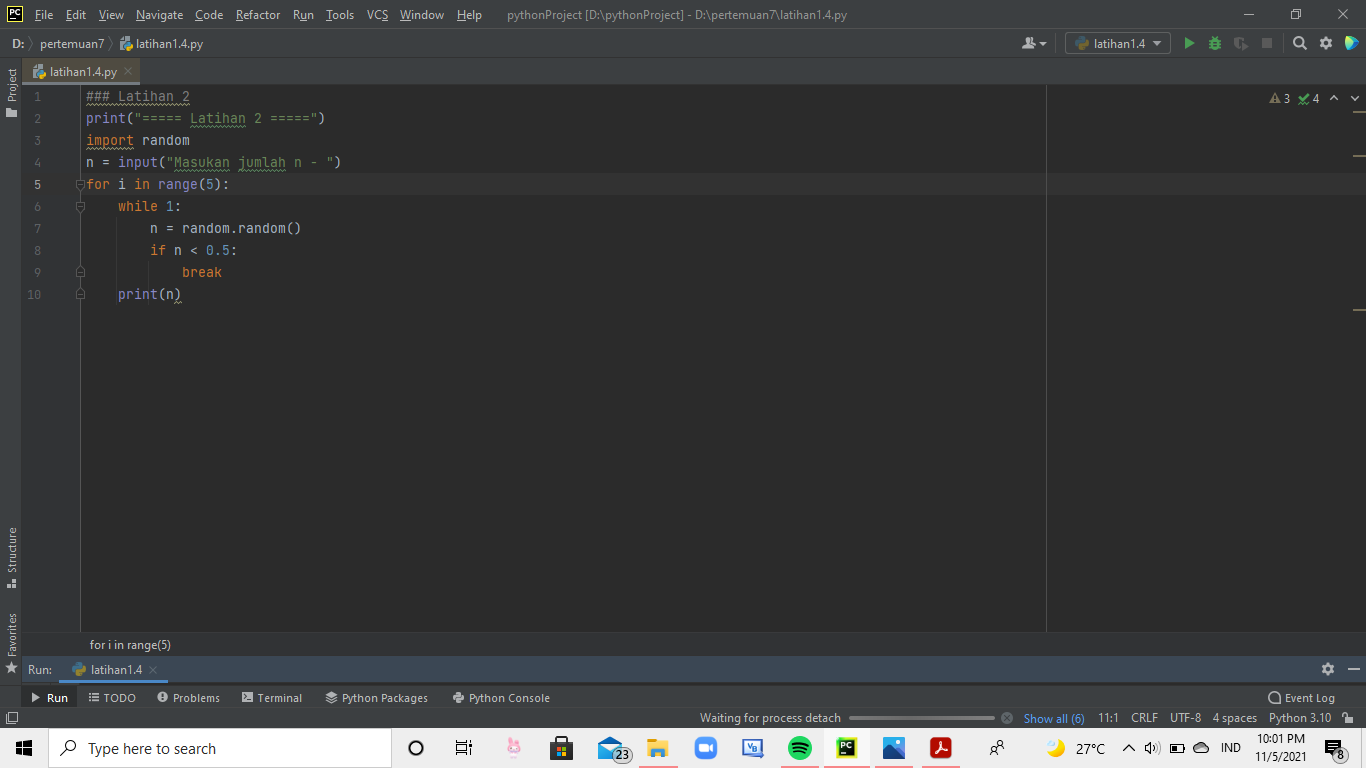 PC File Edit View Navigate Code Refactor Run Tools VCS Window Help pythonProject [D:\pythonProject] - D:\pertemuan7\latihan1.4.py
D: pertemuan7 latihan1.4.py latihan1.4
latihan1.4.py
Project
3 4
1 ### Latihan 2
2 print("===== Latihan 2 =====")
3 import random
4 n = input("Masukan jumlah n - ")
5 for i in range(5):
6 while 1:
7 n = random.random()
8 if n < 0.5:
9 break
10 print(n)
Structure
Favorites
for i in range(5)
Run: latihan1.4
Run TODO Problems Terminal Python Packages Python Console Event Log
Waiting for process detach Show all (6) 11:1 CRLF UTF-8 4 spaces Python 3.10
Type here to search 23 VB PC 27°C IND 10:01 PM 8
11/5/2021